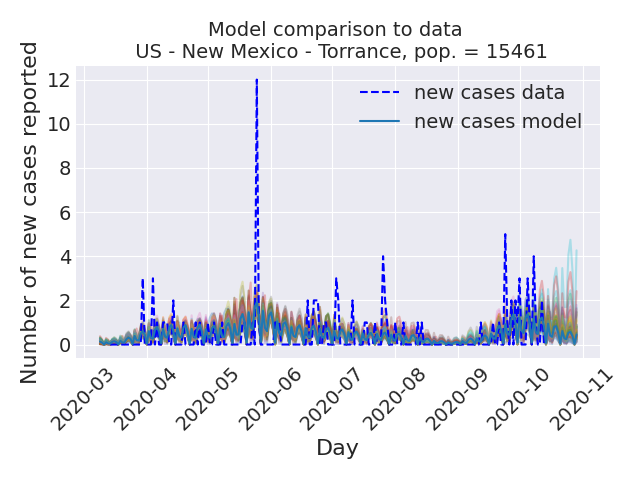 Model comparison to data
US - New Mexico - Torrance, pop. = 15461
new cases data
new cases model
Number of new cases reported
12
10
8
6
4
2
0
2020-03
2020-04
2020-05
2020-06
2020-07
2020-08
2020-09
2020-10
2020-11
Day